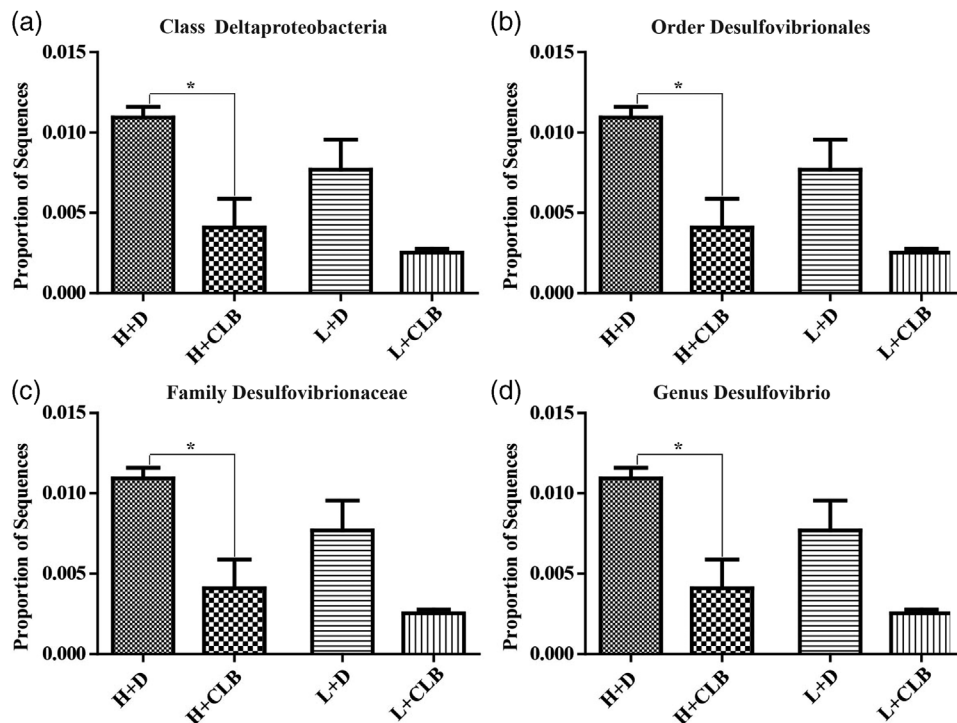 (a)
Class Deltaproteobacteria
Proportion of Sequences
0.015
0.010
0.005
0.000
*
H+D
H+CLB
L+D
L+CLB
(b)
Order Desulfovibrionales
Proportion of Sequences
0.015
0.010
0.005
0.000
*
H+D
H+CLB
L+D
L+CLB
(c)
Family Desulfovibrionaceae
Proportion of Sequences
0.015
0.010
0.005
0.000
*
H+D
H+CLB
L+D
L+CLB
(d)
Genus Desulfovibrio
Proportion of Sequences
0.015
0.010
0.005
0.000
*
H+D
H+CLB
L+D
L+CLB